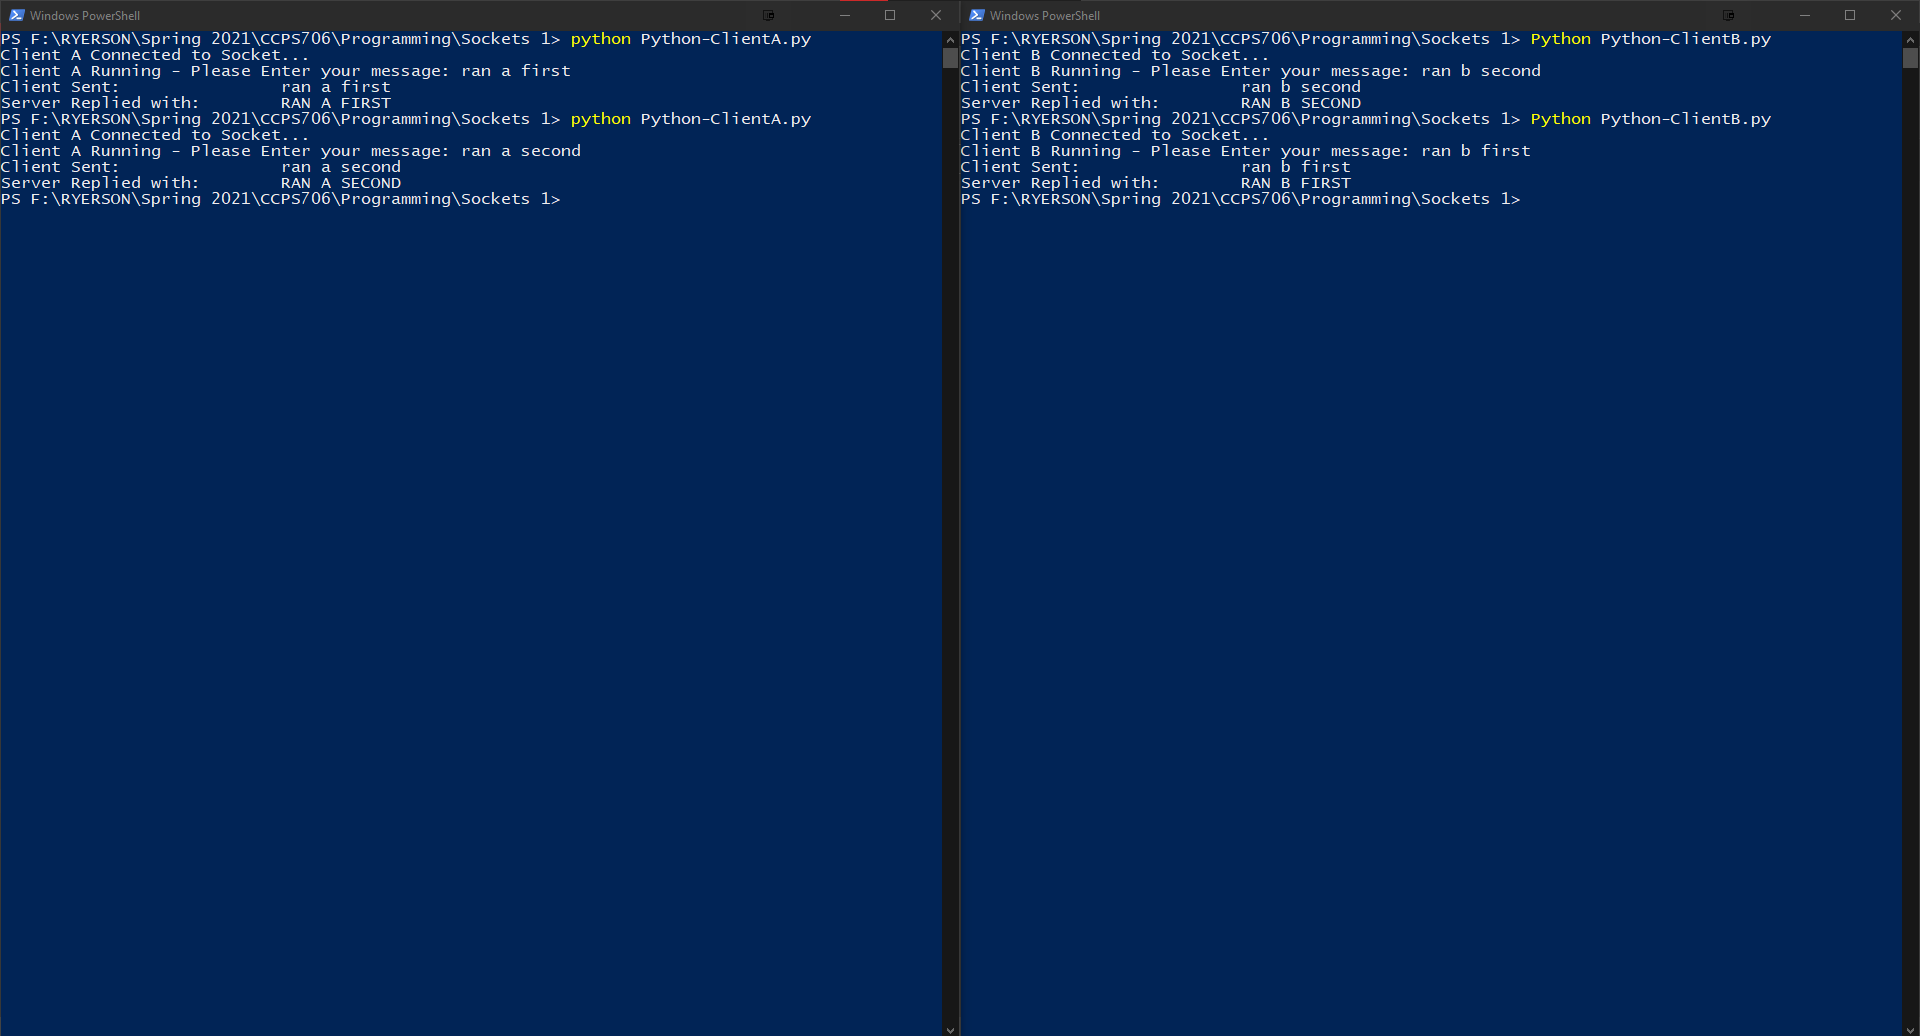 Windows PowerShell
PS F:\RYERSON\Spring 2021\CCPS706\Programming\Sockets 1> python Python-ClientA.py
Client A Connected to Socket...
Client A Running - Please Enter your message: ran a first
Client Sent:                ran a first
Server Replied with:        RAN A FIRST
PS F:\RYERSON\Spring 2021\CCPS706\Programming\Sockets 1> python Python-ClientA.py
Client A Connected to Socket...
Client A Running - Please Enter your message: ran a second
Client Sent:                ran a second
Server Replied with:        RAN A SECOND
PS F:\RYERSON\Spring 2021\CCPS706\Programming\Sockets 1>
Windows PowerShell
PS F:\RYERSON\Spring 2021\CCPS706\Programming\Sockets 1> Python Python-ClientB.py
Client B Connected to Socket...
Client B Running - Please Enter your message: ran b second
Client Sent:                ran b second
Server Replied with:        RAN B SECOND
PS F:\RYERSON\Spring 2021\CCPS706\Programming\Sockets 1> Python Python-ClientB.py
Client B Connected to Socket...
Client B Running - Please Enter your message: ran b first
Client Sent:                ran b first
Server Replied with:        RAN B FIRST
PS F:\RYERSON\Spring 2021\CCPS706\Programming\Sockets 1>